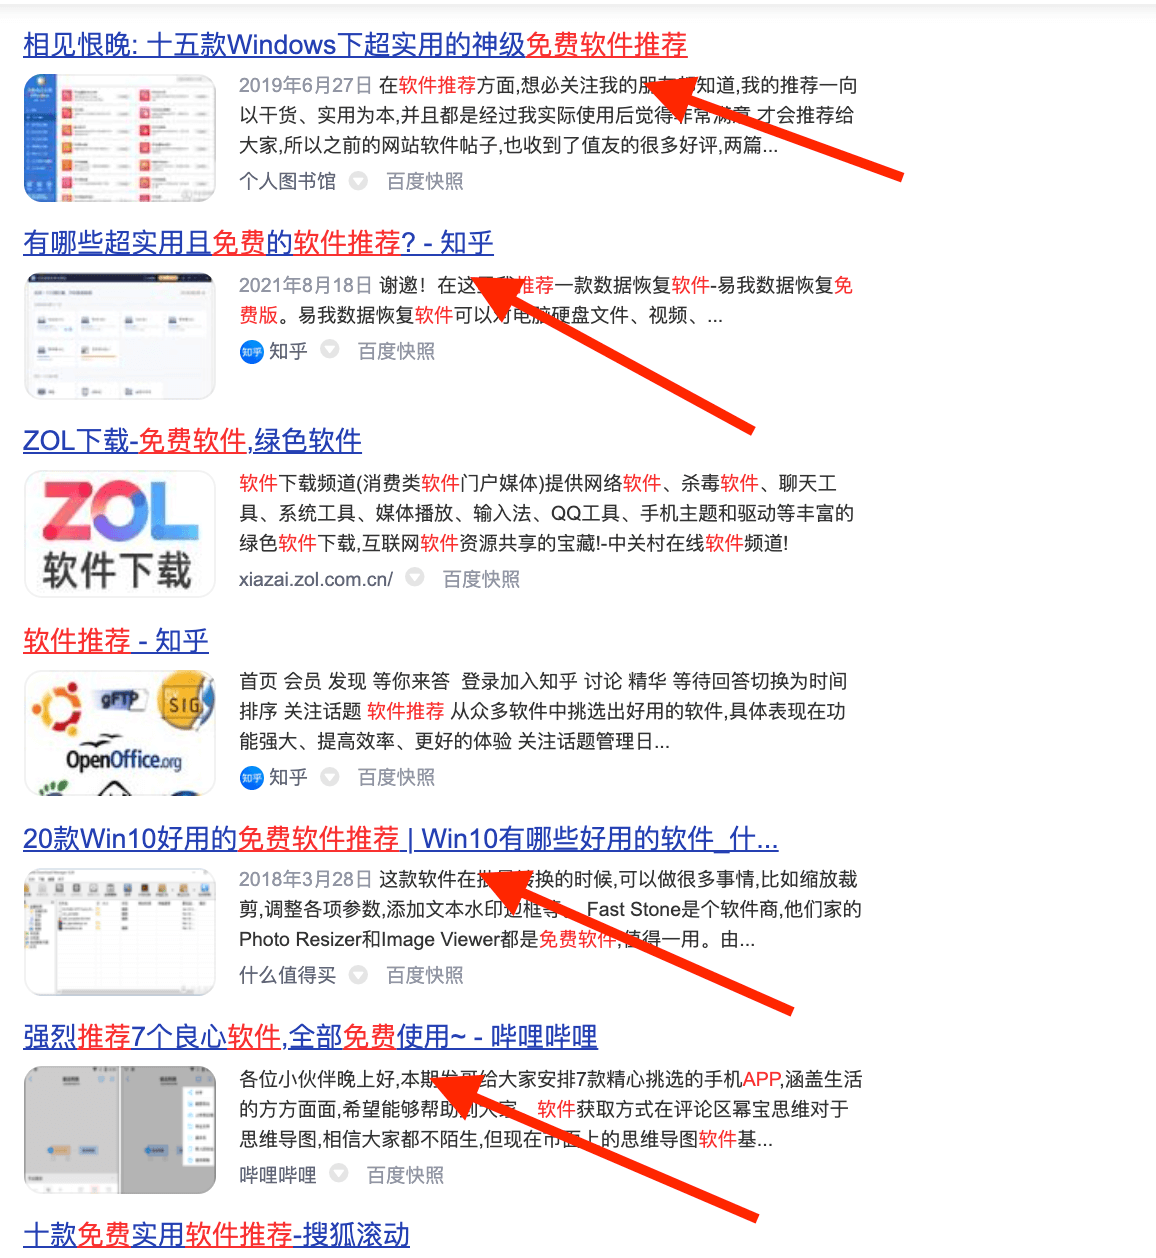 相见恨晚: 十五款Windows下超实用的神级免费软件推荐
2019年6月27日 在软件推荐方面,想必关注我的朋友都知道,我的推荐一向
以干货、实用为本,并且都是经过我实际使用后觉得非常满意,才会推荐给
大家,所以之前的网站软件帖子,也收到了值友的很多好评,两篇...
个人图书馆 百度快照
有哪些超实用且免费的软件推荐? - 知乎
2021年8月18日 谢邀！在这里我推荐一款数据恢复软件-易我数据恢复免
费版。易我数据恢复软件可以对电脑硬盘文件、视频、...
知乎 知乎 百度快照
ZOL下载-免费软件,绿色软件
ZOL
软件下载
软件下载频道(消费类软件门户媒体)提供网络软件、杀毒软件、聊天工
具、系统工具、媒体播放、输入法、QQ工具、手机主题和驱动等丰富的
绿色软件下载,互联网软件资源共享的宝藏!-中关村在线软件频道!
xiazai.zol.com.cn/ 百度快照
软件推荐 - 知乎
gFTP
SIG
OpenOffice.org
首页 会员 发现 等你来答 登录加入知乎 讨论 精华 等待回答切换为时间
排序 关注话题 软件推荐 从众多软件中挑选出好用的软件,具体表现在功
能强大、提高效率、更好的体验 关注话题管理日...
知乎 知乎 百度快照
20款Win10好用的免费软件推荐 | Win10有哪些好用的软件_什...
2018年3月28日 这款软件在批量转换的时候,可以做很多事情,比如缩放裁
剪,调整各项参数,添加文本水印边框等。 Fast Stone是个软件商,他们家的
Photo Resizer和Image Viewer都是免费软件,值得一用。由...
什么值得买 百度快照
强烈推荐7个良心软件,全部免费使用~ - 哔哩哔哩
各位小伙伴晚上好,本期发哥给大家安排7款精心挑选的手机APP,涵盖生活
的方方面面,希望能够帮助到大家。 软件获取方式在评论区幂宝思维对于
思维导图,相信大家都不陌生,但现在市面上的思维导图软件基...
哔哩哔哩 百度快照
十款免费实用软件推荐-搜狐滚动